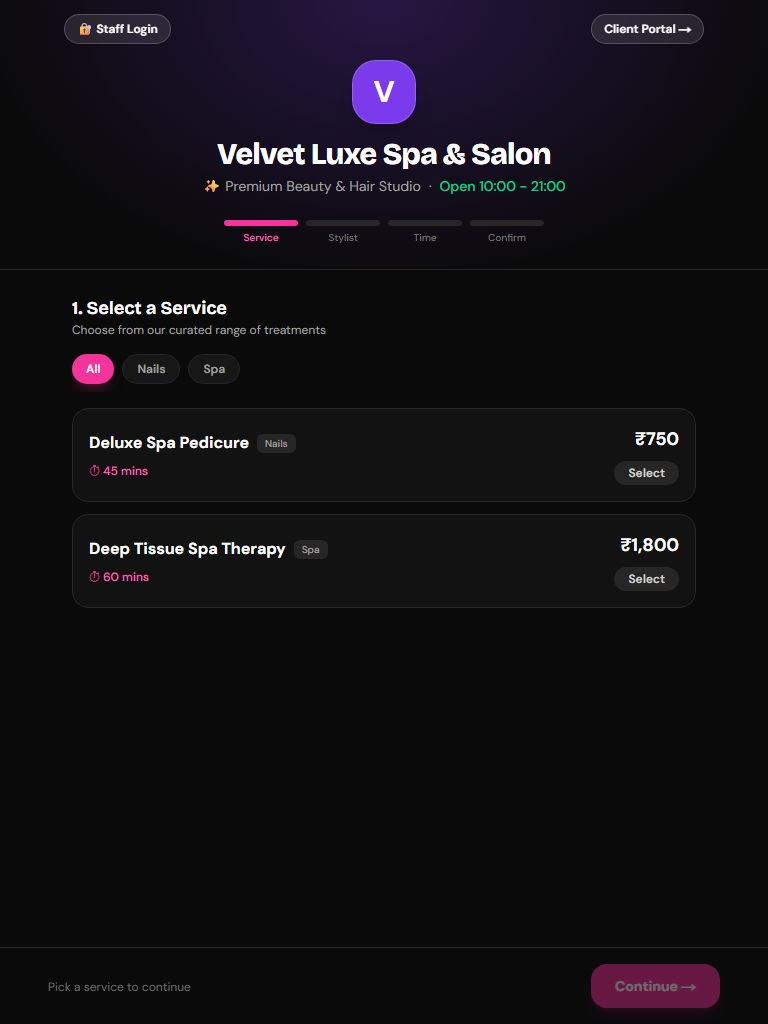 🔐 Staff Login
Client Portal →
V
Velvet Luxe Spa & Salon
✨ Premium Beauty & Hair Studio · Open 10:00 – 21:00
Service Stylist Time Confirm
1. Select a Service
Choose from our curated range of treatments
All Nails Spa
Deluxe Spa Pedicure Nails
₹750
⏱ 45 mins
Select
Deep Tissue Spa Therapy Spa
₹1,800
⏱ 60 mins
Select
Pick a service to continue
Continue →